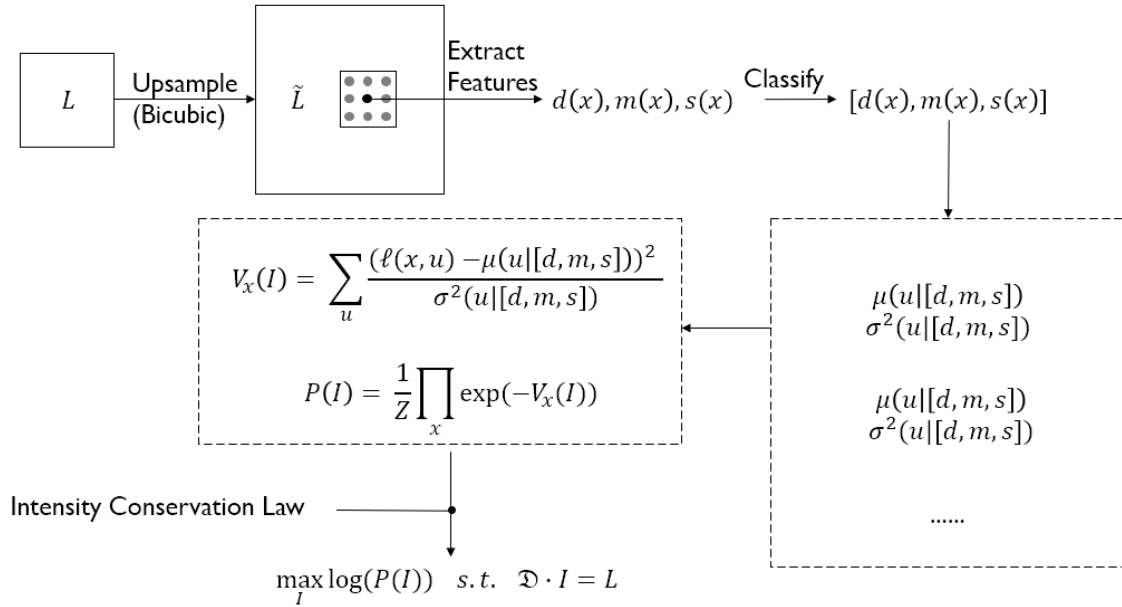 L
Upsample
(Bicubic)
L̃
Extract
Features
d(x), m(x), s(x)
Classify
[d(x), m(x), s(x)]
V_x(I) = ∑_u (ℓ(x, u) −μ(u|[d, m, s]))² / σ²(u|[d, m, s])
P(I) = 1/Z ∏_x exp(−V_x(I))
μ(u|[d, m, s])
σ²(u|[d, m, s])
μ(u|[d, m, s])
σ²(u|[d, m, s])
......
Intensity Conservation Law
max_I log(P(I)) s.t. 𝔇 · I = L